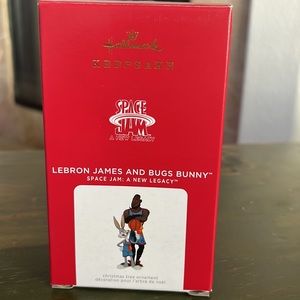 Hallmark
KEEPSAKE
SPACE
JAM
A NEW LEGACY
LEBRON JAMES AND BUGS BUNNY™
SPACE JAM: A NEW LEGACY™
christmas tree ornament
décoration pour l'arbre de noël